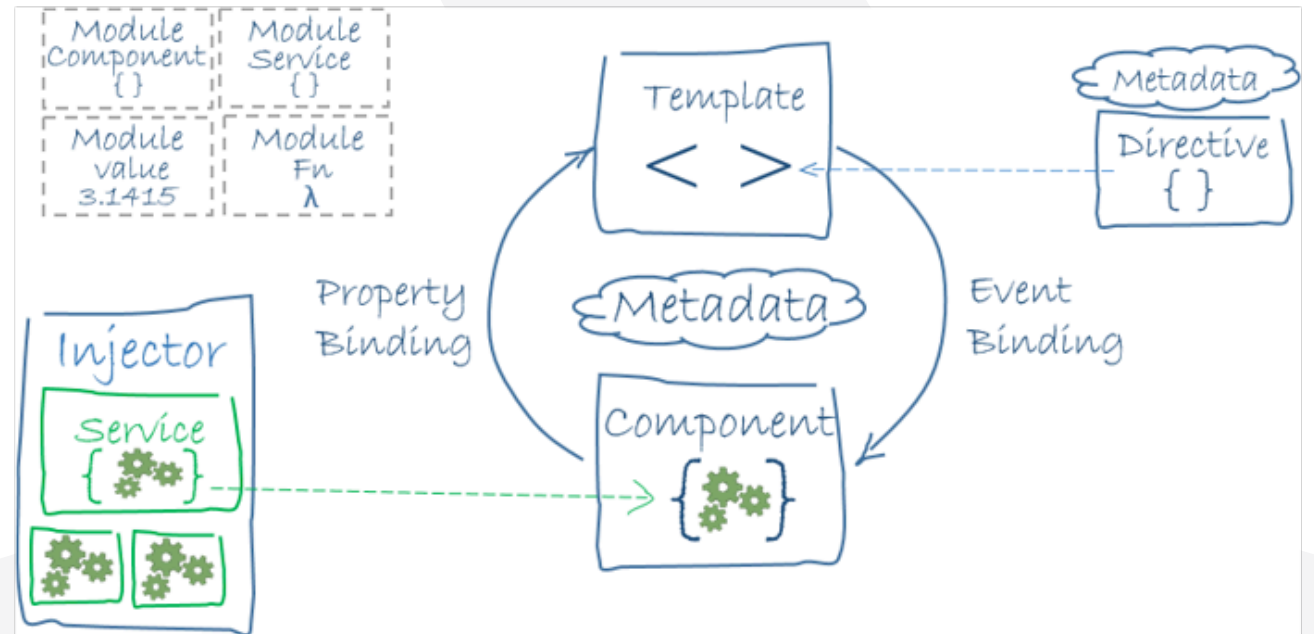 Module
Component
{ }
Module
Service
{ }
Module
value
3.1415
Module
Fn
λ
Template
< >
Metadata
Directive
{ }
Property
Binding
Metadata
Event
Binding
Injector
Service
{ }
Component
{ }